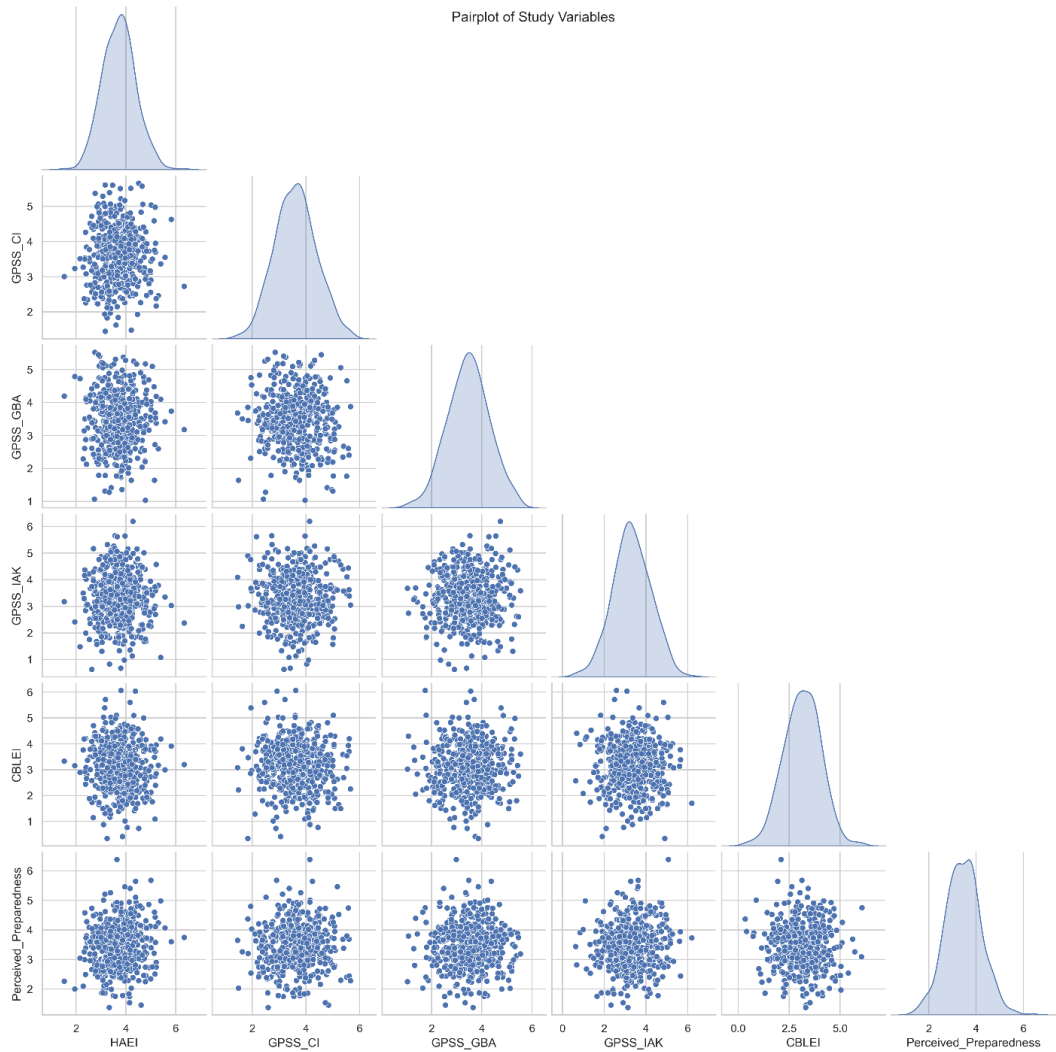 Pairplot of Study Variables
GPSS_CI
5
4
3
2
GPSS_GBA
5
4
3
2
1
GPSS_IAK
6
5
4
3
2
1
CBLEI
6
5
4
3
2
1
Perceived_Preparedness
6
5
4
3
2
2 4 6
2 4 6
2 4 6
0 2 4 6
0.0 2.5 5.0
2 4 6
HAEI
GPSS_CI
GPSS_GBA
GPSS_IAK
CBLEI
Perceived_Preparedness